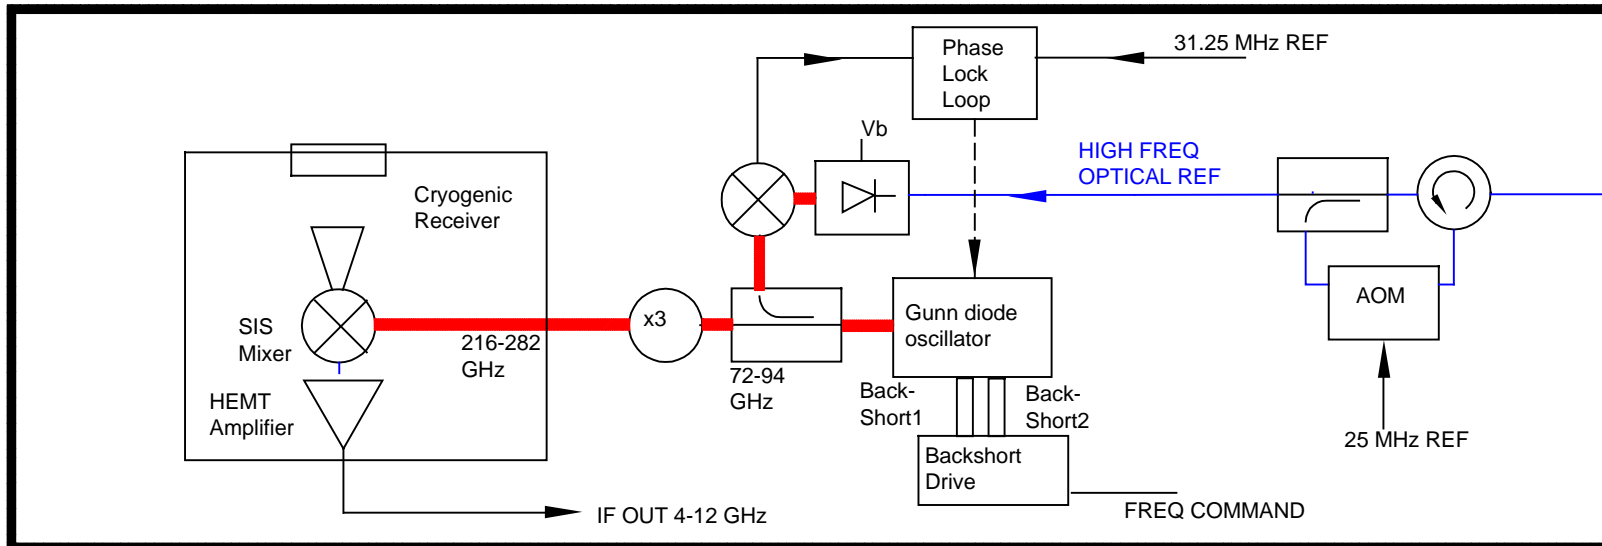 Phase
Lock
Loop
31.25 MHz REF
Vb
HIGH FREQ
OPTICAL REF
Cryogenic
Receiver
SIS
Mixer
216-282
GHz
x3
72-94
GHz
Gunn diode
oscillator
AOM
HEMT
Amplifier
Back-
Short1
Back-
Short2
25 MHz REF
Backshort
Drive
FREQ COMMAND
IF OUT 4-12 GHz